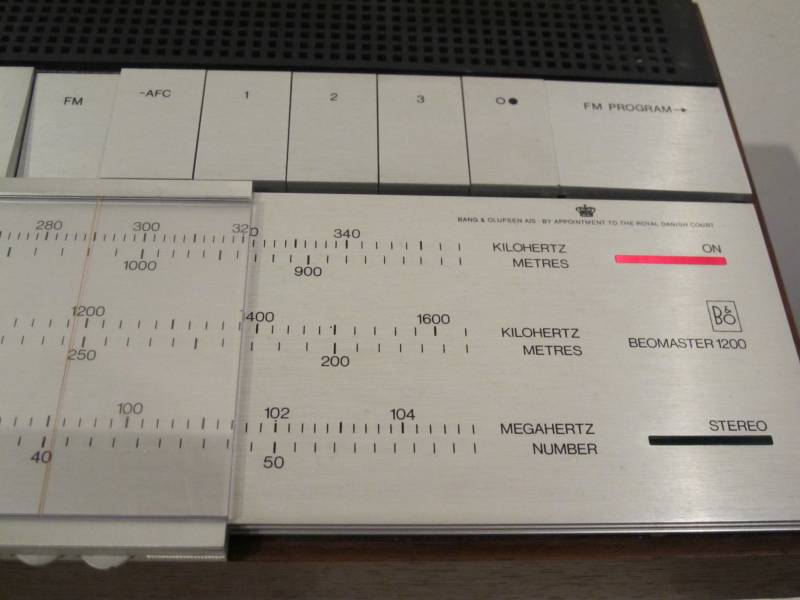 FM
-AFC
1
2
3
FM PROGRAM→
BANG & OLUFSEN A/S · BY APPOINTMENT TO THE ROYAL DANISH COURT
280 300 320 340 KILOHERTZ
1000 900 METRES
ON
B&O
1200 1400 1600 KILOHERTZ
250 200 METRES
BEOMASTER 1200
100 102 104 MEGAHERTZ
40 50 NUMBER
STEREO